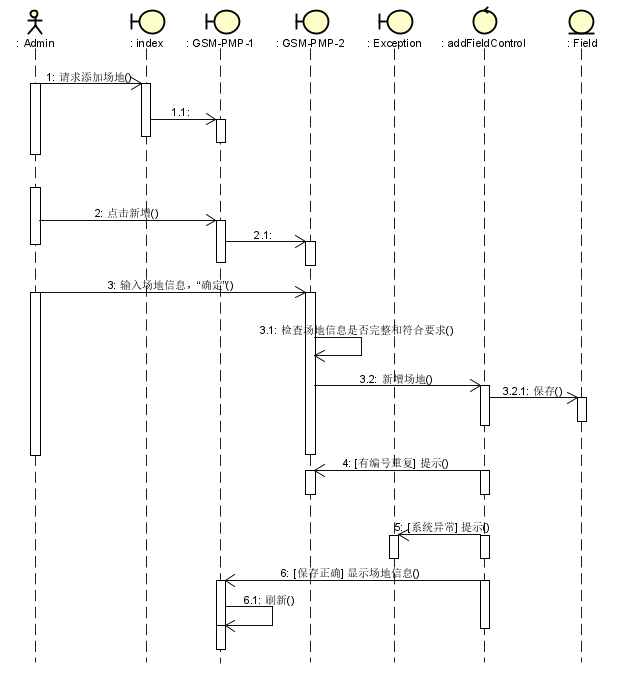 : Admin
: index
: GSM-PMP-1
: GSM-PMP-2
: Exception
: addFieldControl
: Field
1: 请求添加场地()
1.1:
2: 点击新增()
2.1:
3: 输入场地信息，“确定”()
3.1: 检查场地信息是否完整和符合要求()
3.2: 新增场地()
3.2.1: 保存()
4: [有编号重复] 提示()
5: [系统异常] 提示()
6: [保存正确] 显示场地信息()
6.1: 刷新()